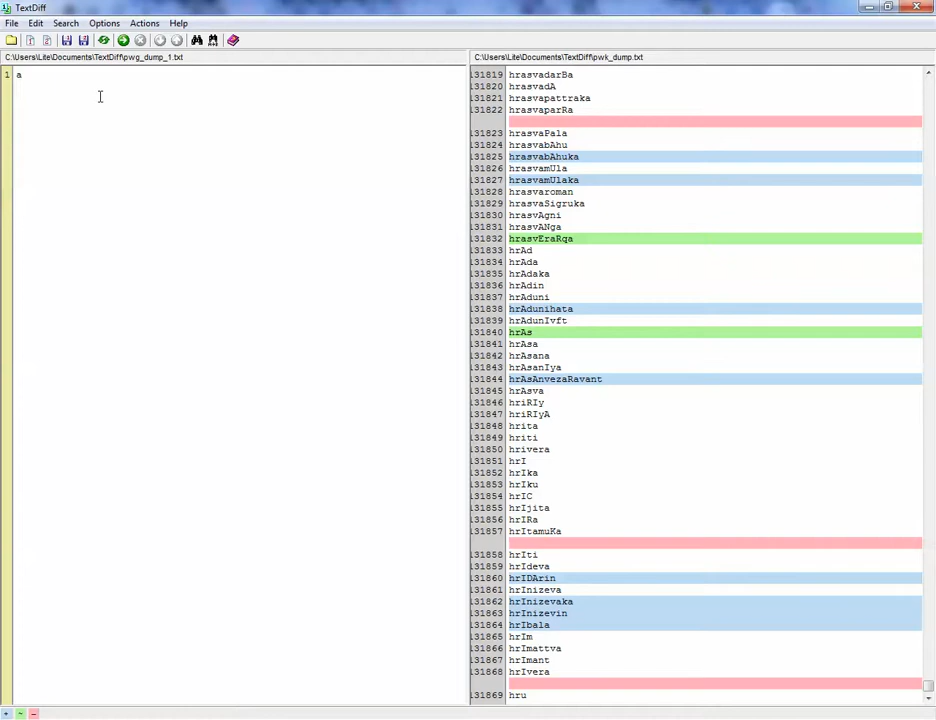 TextDiff
File Edit Search Options Actions Help
C:\Users\Lite\Documents\TextDiff\pwg_dump_1.txt
C:\Users\Lite\Documents\TextDiff\pwk_dump.txt
1 a
131819 hrasvadarBa
131820 hrasvadA
131821 hrasvapattraka
131822 hrasvaparRa
131823 hrasvaPala
131824 hrasvabAhu
131825 hrasvabAhuka
131826 hrasvamUla
131827 hrasvamUlaka
131828 hrasvaroman
131829 hrasvaSigruka
131830 hrasvAgni
131831 hrasvANga
131832 hrasvEraRqa
131833 hrAd
131834 hrAda
131835 hrAdaka
131836 hrAdin
131837 hrAduni
131838 hrAdunihata
131839 hrAdunIvft
131840 hrAs
131841 hrAsa
131842 hrAsana
131843 hrAsanIya
131844 hrAsAnvezaRavant
131845 hrAsva
131846 hriRIy
131847 hriRIyA
131848 hrita
131849 hriti
131850 hrivera
131851 hrI
131852 hrIka
131853 hrIku
131854 hrIC
131855 hrIjita
131856 hrIRa
131857 hrItamuKa
131858 hrIti
131859 hrIdeva
131860 hrIDArin
131861 hrInizeva
131862 hrInizevaka
131863 hrInizevin
131864 hrIbala
131865 hrIm
131866 hrImattva
131867 hrImant
131868 hrIvera
131869 hru
+ ~ −